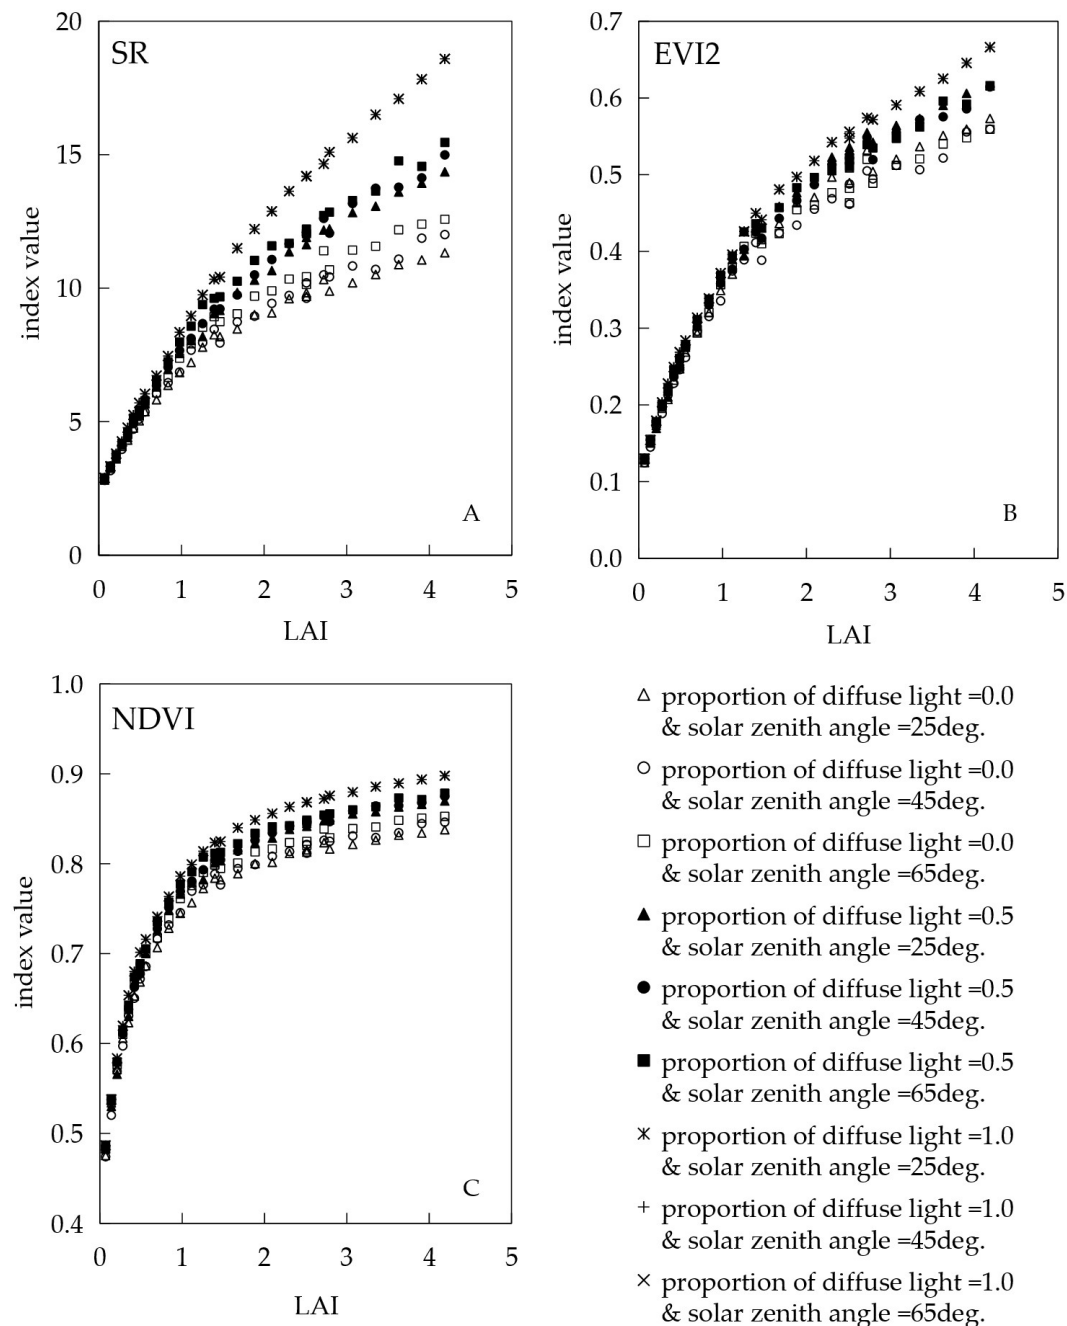 SR
20
15
10
5
0
index value
0 1 2 3 4 5
LAI
A
EVI2
0.7
0.6
0.5
0.4
0.3
0.2
0.1
0.0
index value
0 1 2 3 4 5
LAI
B
NDVI
1.0
0.9
0.8
0.7
0.6
0.5
0.4
index value
0 1 2 3 4 5
LAI
C
proportion of diffuse light =0.0
& solar zenith angle =25deg.
proportion of diffuse light =0.0
& solar zenith angle =45deg.
proportion of diffuse light =0.0
& solar zenith angle =65deg.
proportion of diffuse light =0.5
& solar zenith angle =25deg.
proportion of diffuse light =0.5
& solar zenith angle =45deg.
proportion of diffuse light =0.5
& solar zenith angle =65deg.
proportion of diffuse light =1.0
& solar zenith angle =25deg.
proportion of diffuse light =1.0
& solar zenith angle =45deg.
proportion of diffuse light =1.0
& solar zenith angle =65deg.